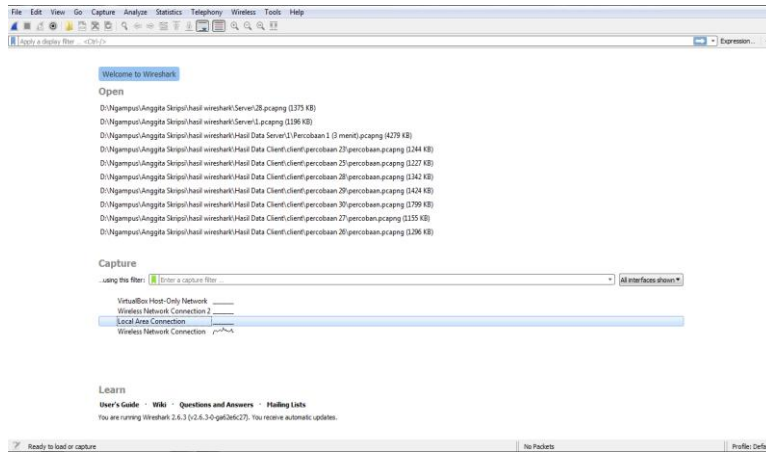 File Edit View Go Capture Analyze Statistics Telephony Wireless Tools Help
Apply a display filter ... <Ctrl-/> Expression...
Welcome to Wireshark
Open
D:\Ngampus\Anggita Skripsi\hasil wireshark\Server\28.pcapng (1375 KB)
D:\Ngampus\Anggita Skripsi\hasil wireshark\Server\1.pcapng (1196 KB)
D:\Ngampus\Anggita Skripsi\hasil wireshark\Hasil Data Server\1\Percobaan 1 (3 menit).pcapng (4279 KB)
D:\Ngampus\Anggita Skripsi\hasil wireshark\Hasil Data Client\client\percobaan 23\percobaan.pcapng (1244 KB)
D:\Ngampus\Anggita Skripsi\hasil wireshark\Hasil Data Client\client\percobaan 25\percobaan.pcapng (1227 KB)
D:\Ngampus\Anggita Skripsi\hasil wireshark\Hasil Data Client\client\percobaan 28\percobaan.pcapng (1342 KB)
D:\Ngampus\Anggita Skripsi\hasil wireshark\Hasil Data Client\client\percobaan 29\percobaan.pcapng (1424 KB)
D:\Ngampus\Anggita Skripsi\hasil wireshark\Hasil Data Client\client\percobaan 30\percobaan.pcapng (1799 KB)
D:\Ngampus\Anggita Skripsi\hasil wireshark\Hasil Data Client\client\percobaan 27\percoban.pcapng (1155 KB)
D:\Ngampus\Anggita Skripsi\hasil wireshark\Hasil Data Client\client\percobaan 26\percobaan.pcapng (1296 KB)
Capture
...using this filter: Enter a capture filter ... All interfaces shown
VirtualBox Host-Only Network
Wireless Network Connection 2
Local Area Connection
Wireless Network Connection
Learn
User's Guide · Wiki · Questions and Answers · Mailing Lists
You are running Wireshark 2.6.3 (v2.6.3-0-ga62e6c27). You receive automatic updates.
Ready to load or capture No Packets Profile: Defa